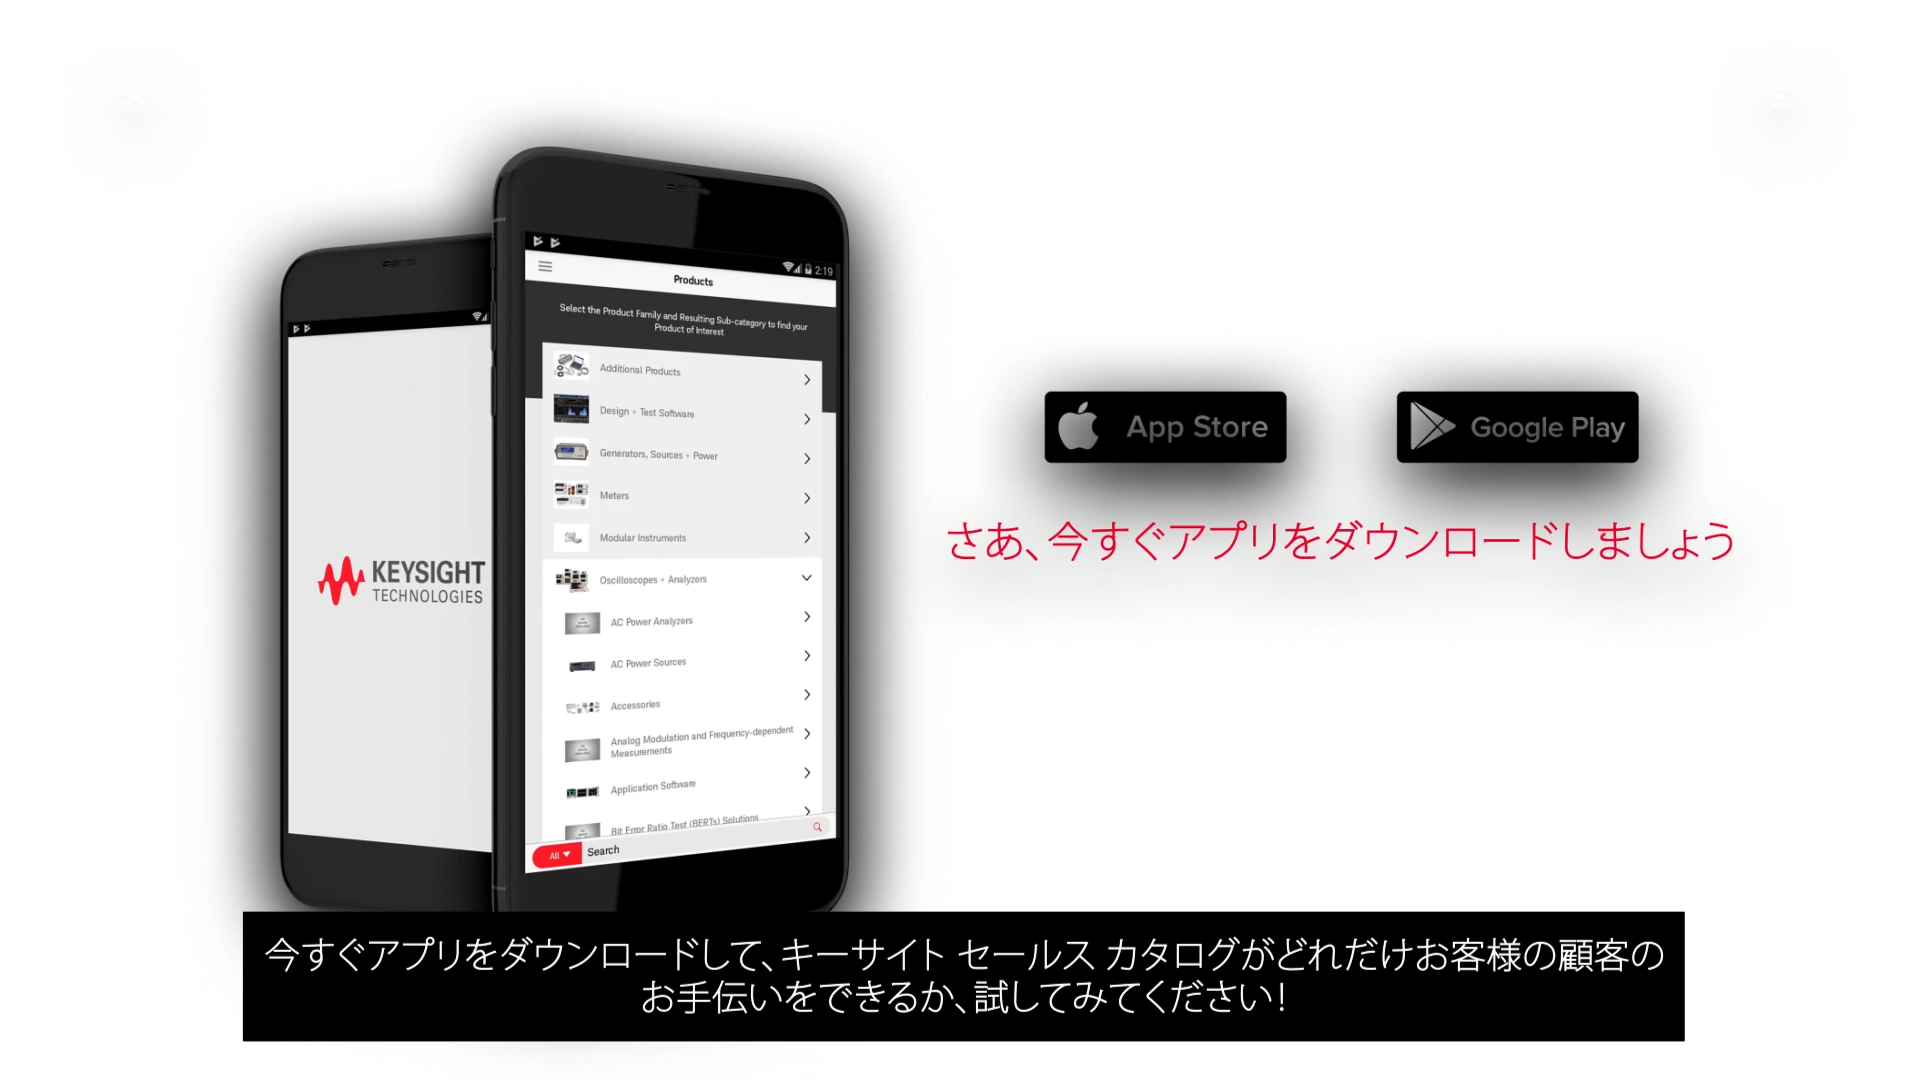 KEYSIGHT
TECHNOLOGIES
2:19
Products
Select the Product Family and Resulting Sub-category to find your
Product of Interest
Additional Products
Design + Test Software
Generators, Sources + Power
Meters
Modular Instruments
Oscilloscopes + Analyzers
AC Power Analyzers
AC Power Sources
Accessories
Analog Modulation and Frequency-dependent
Measurements
Application Software
Bit Error Ratio Test (BERTs) Solutions
All
Search
App Store
Google Play
さあ、今すぐアプリをダウンロードしましょう
今すぐアプリをダウンロードして、キーサイト セールス カタログがどれだけお客様の顧客の
お手伝いをできるか、試してみてください！